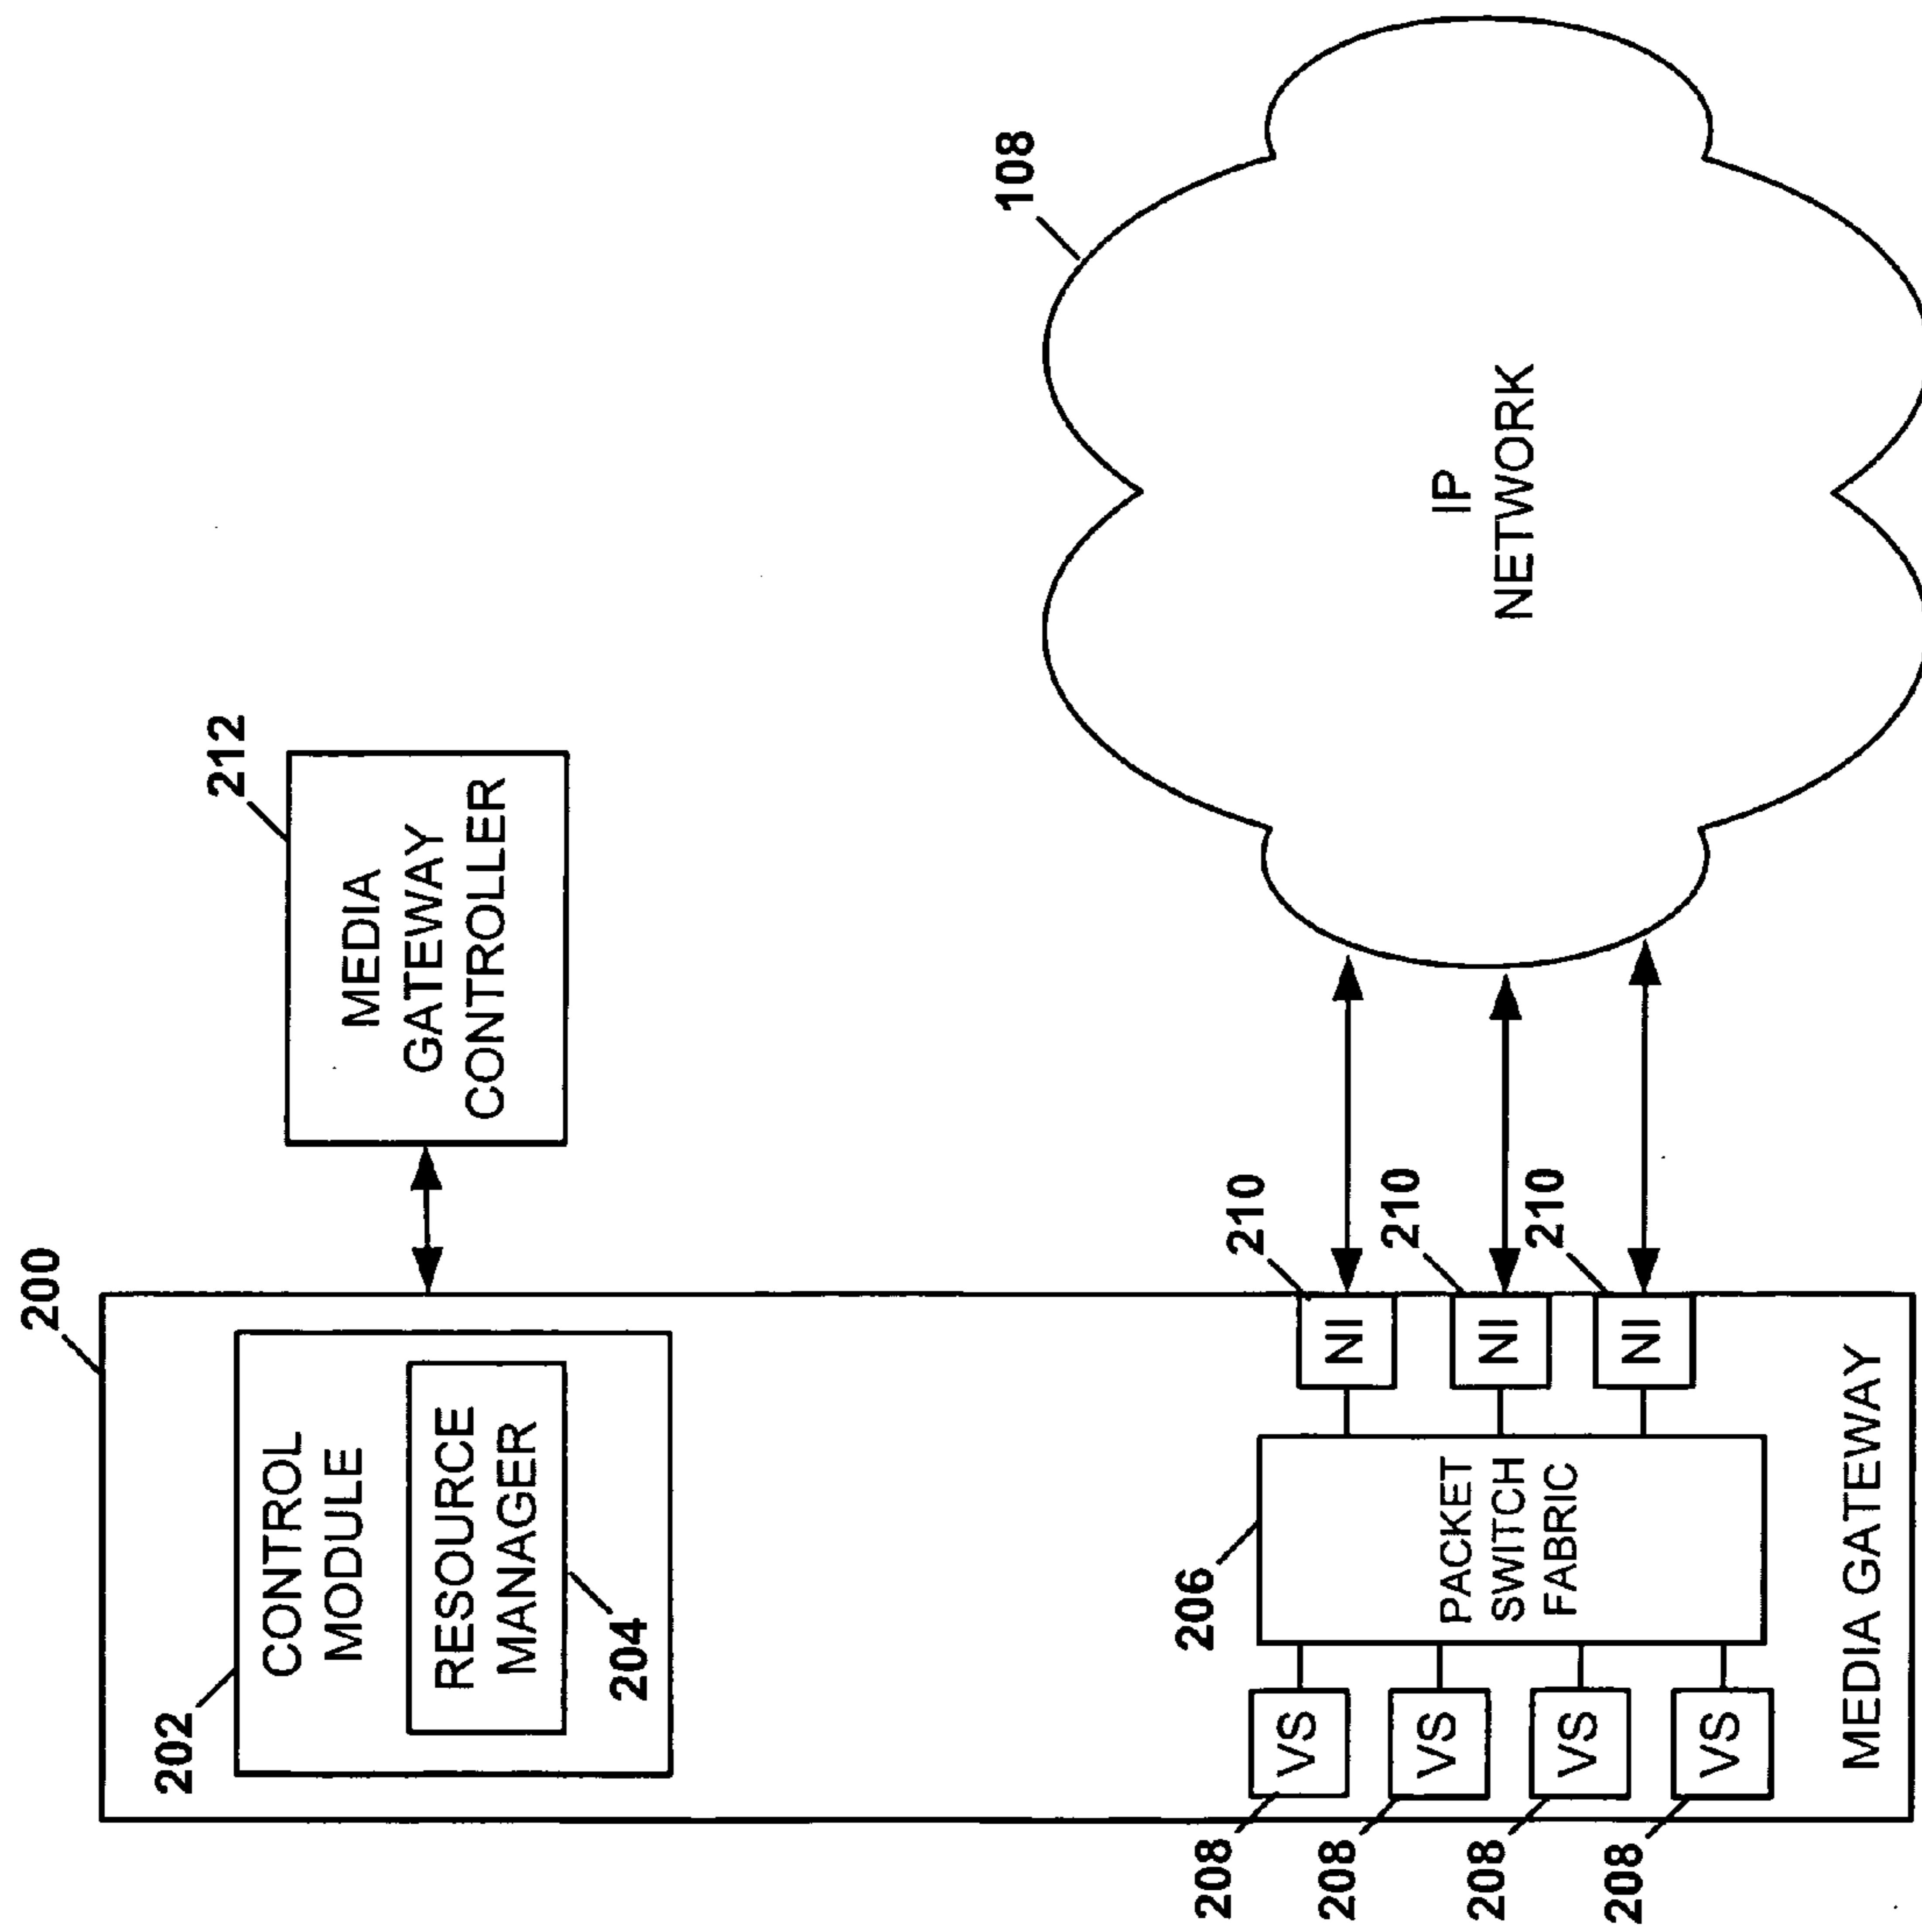 200
202
CONTROL
MODULE
RESOURCE
MANAGER
204
212
MEDIA
GATEWAY
CONTROLLER
108
IP
NETWORK
206
PACKET
SWITCH
FABRIC
208
VS
208
VS
208
VS
208
VS
210
NI
210
NI
210
NI
MEDIA GATEWAY